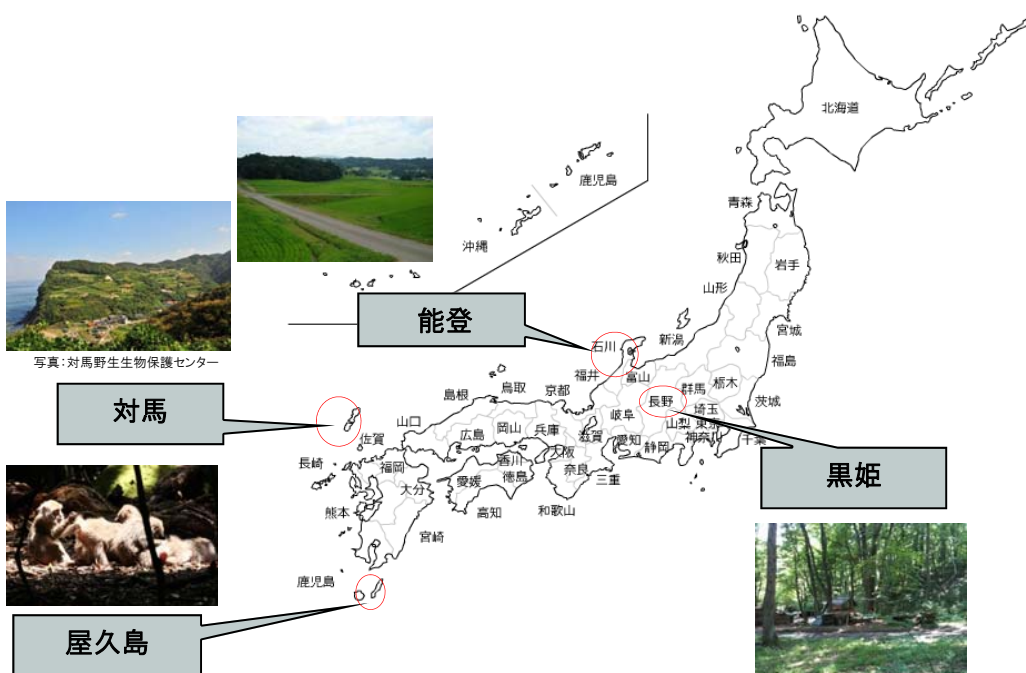 北海道
鹿児島
青森
沖縄
秋田
岩手
山形
能登
宮城
石川
新潟
福島
写真:対馬野生生物保護センター
福井
富山
群馬
栃木
島根
鳥取
京都
長野
茨城
対馬
山口
岐阜
埼玉
広島
岡山
兵庫
滋賀
愛知
静岡
山梨
東京
神奈川
千葉
佐賀
大阪
長崎
福岡
香川
奈良
黒姫
愛媛
徳島
三重
大分
熊本
高知
和歌山
宮崎
鹿児島
屋久島